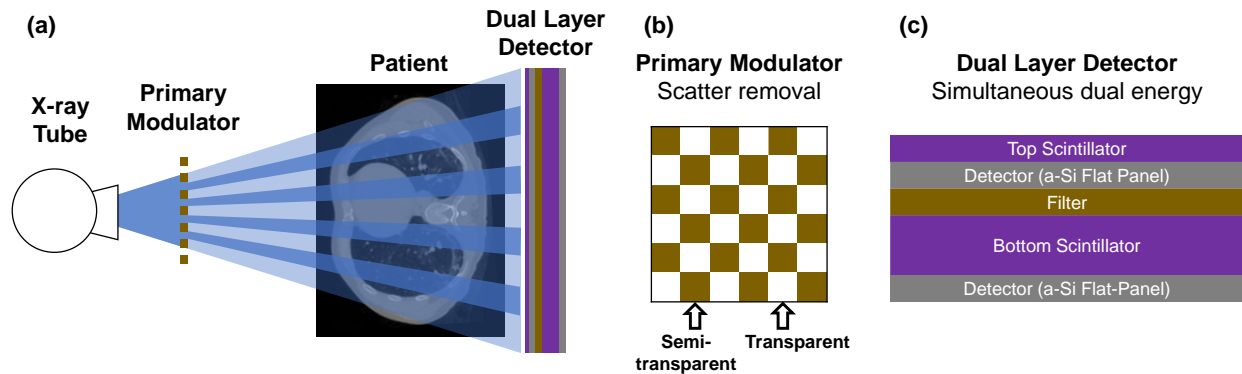 (a)
X-ray
Tube
Primary
Modulator
Patient
Dual Layer
Detector
(b)
Primary Modulator
Scatter removal
Semi-
transparent
Transparent
(c)
Dual Layer Detector
Simultaneous dual energy
Top Scintillator
Detector (a-Si Flat Panel)
Filter
Bottom Scintillator
Detector (a-Si Flat-Panel)